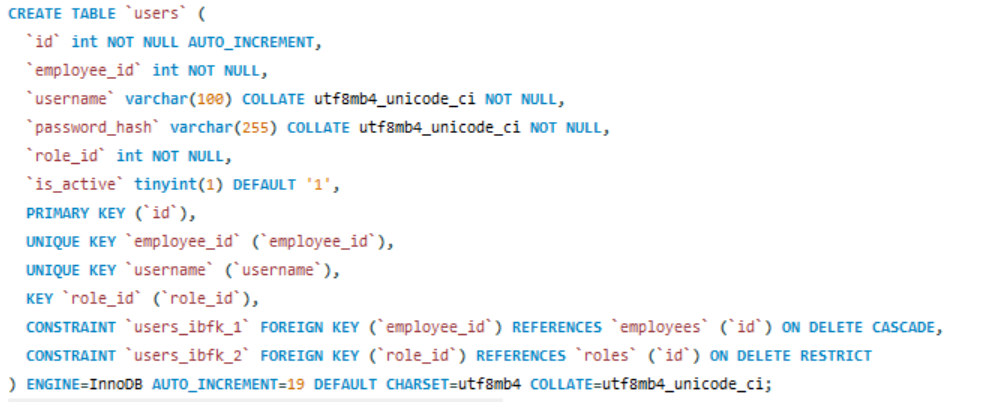 CREATE TABLE `users` (
  `id` int NOT NULL AUTO_INCREMENT,
  `employee_id` int NOT NULL,
  `username` varchar(100) COLLATE utf8mb4_unicode_ci NOT NULL,
  `password_hash` varchar(255) COLLATE utf8mb4_unicode_ci NOT NULL,
  `role_id` int NOT NULL,
  `is_active` tinyint(1) DEFAULT '1',
  PRIMARY KEY (`id`),
  UNIQUE KEY `employee_id` (`employee_id`),
  UNIQUE KEY `username` (`username`),
  KEY `role_id` (`role_id`),
  CONSTRAINT `users_ibfk_1` FOREIGN KEY (`employee_id`) REFERENCES `employees` (`id`) ON DELETE CASCADE,
  CONSTRAINT `users_ibfk_2` FOREIGN KEY (`role_id`) REFERENCES `roles` (`id`) ON DELETE RESTRICT
) ENGINE=InnoDB AUTO_INCREMENT=19 DEFAULT CHARSET=utf8mb4 COLLATE=utf8mb4_unicode_ci;